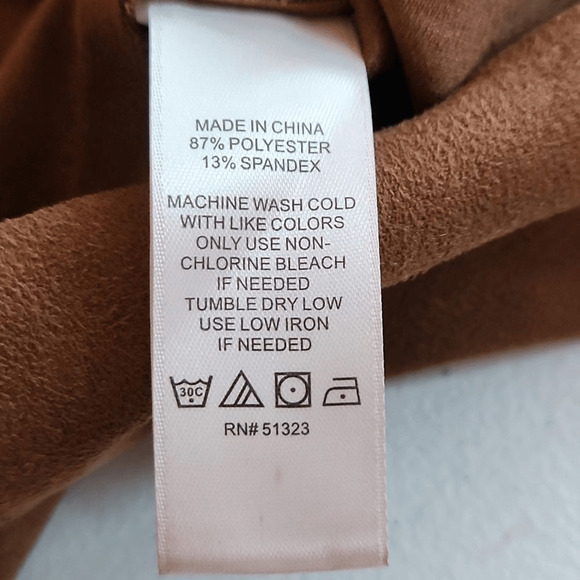 MADE IN CHINA
87% POLYESTER
13% SPANDEX
MACHINE WASH COLD
WITH LIKE COLORS
ONLY USE NON-
CHLORINE BLEACH
IF NEEDED
TUMBLE DRY LOW
USE LOW IRON
IF NEEDED
30C
RN# 51323